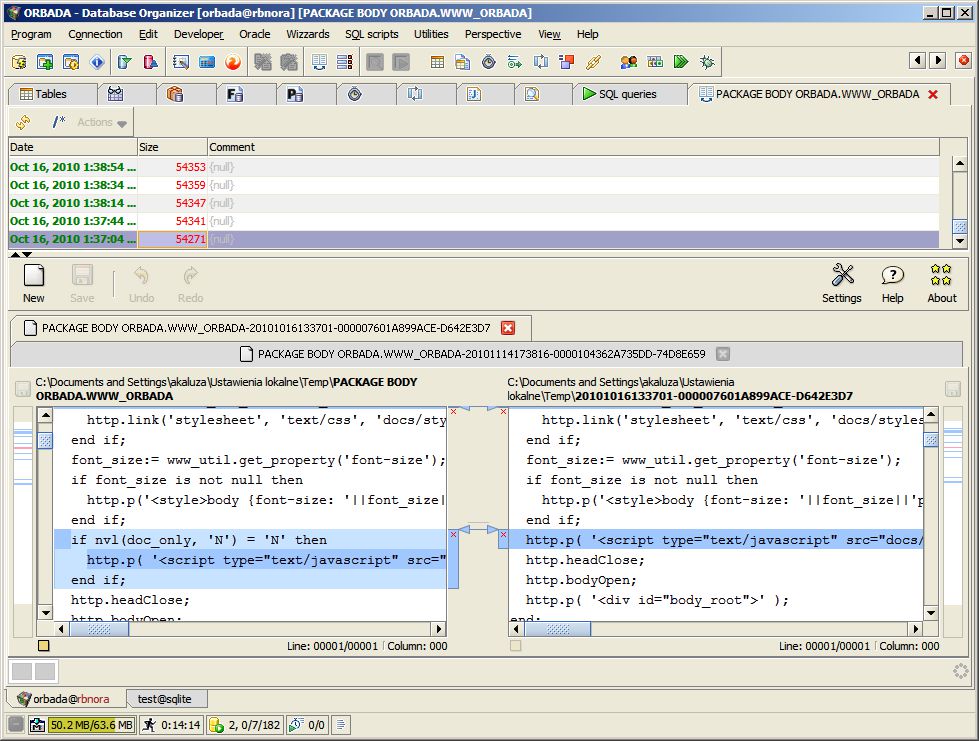 ORBADA - Database Organizer [orbada@rbnora] [PACKAGE BODY ORBADA.WWW_ORBADA]
Program Connection Edit Developer Oracle Wizzards SQL scripts Utilities Perspective View Help
Tables SQL queries PACKAGE BODY ORBADA.WWW_ORBADA
/* Actions
Date Size Comment
Oct 16, 2010 1:38:54 ... 54353 {null}
Oct 16, 2010 1:38:34 ... 54359 {null}
Oct 16, 2010 1:38:14 ... 54347 {null}
Oct 16, 2010 1:37:44 ... 54341 {null}
Oct 16, 2010 1:37:04 ... 54271 {null}
New Save Undo Redo Settings Help About
PACKAGE BODY ORBADA.WWW_ORBADA-20101016133701-000007601A899ACE-D642E3D7
PACKAGE BODY ORBADA.WWW_ORBADA-20101114173816-0000104362A735DD-74D8E659
C:\Documents and Settings\akaluza\Ustawienia lokalne\Temp\PACKAGE BODY
ORBADA.WWW_ORBADA
http.link('stylesheet', 'text/css', 'docs/sty
end if;
font_size:= www_util.get_property('font-size');
if font_size is not null then
http.p('<style>body {font-size: '||font_size|
end if;
if nvl(doc_only, 'N') = 'N' then
http.p( '<script type="text/javascript" src="
end if;
http.headClose;
http.bodyOpen;
Line: 00001/00001 Column: 000
C:\Documents and Settings\akaluza\Ustawienia
lokalne\Temp\20101016133701-000007601A899ACE-D642E3D7
http.link('stylesheet', 'text/css', 'docs/styles
end if;
font_size:= www_util.get_property('font-size');
if font_size is not null then
http.p('<style>body {font-size: '||font_size||'p
end if;
http.p( '<script type="text/javascript" src="docs/
http.headClose;
http.bodyOpen;
http.p( '<div id="body_root">' );
end;
Line: 00001/00001 Column: 000
orbada@rbnora test@sqlite
50.2 MB/63.6 MB 0:14:14 2, 0/7/182 0/0